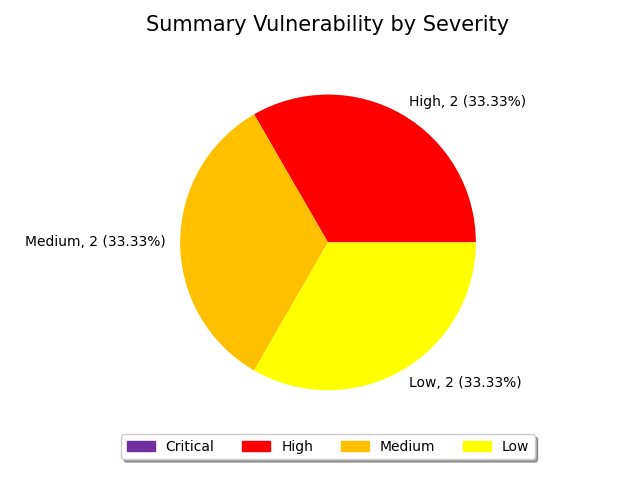 Summary Vulnerability by Severity
High, 2 (33.33%)
Medium, 2 (33.33%)
Low, 2 (33.33%)
Critical High Medium Low